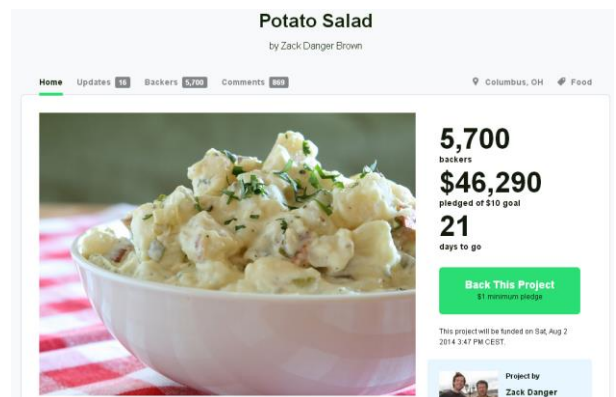 Potato Salad
by Zack Danger Brown
Home Updates 16 Backers 5,700 Comments 869 Columbus, OH Food
5,700
backers
$46,290
pledged of $10 goal
21
days to go
Back This Project
$1 minimum pledge
This project will be funded on Sat, Aug 2
2014 3:47 PM CEST.
Project by
Zack Danger